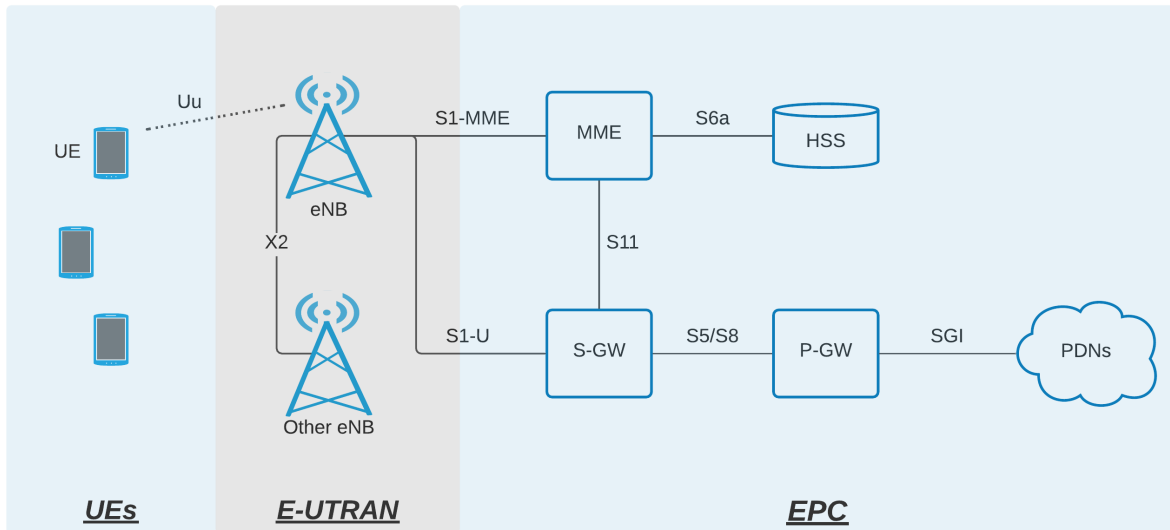 Uu
S1-MME
S6a
MME
HSS
UE
eNB
X2
S11
S1-U
S5/S8
SGI
S-GW
P-GW
PDNs
Other eNB
UEs
E-UTRAN
EPC